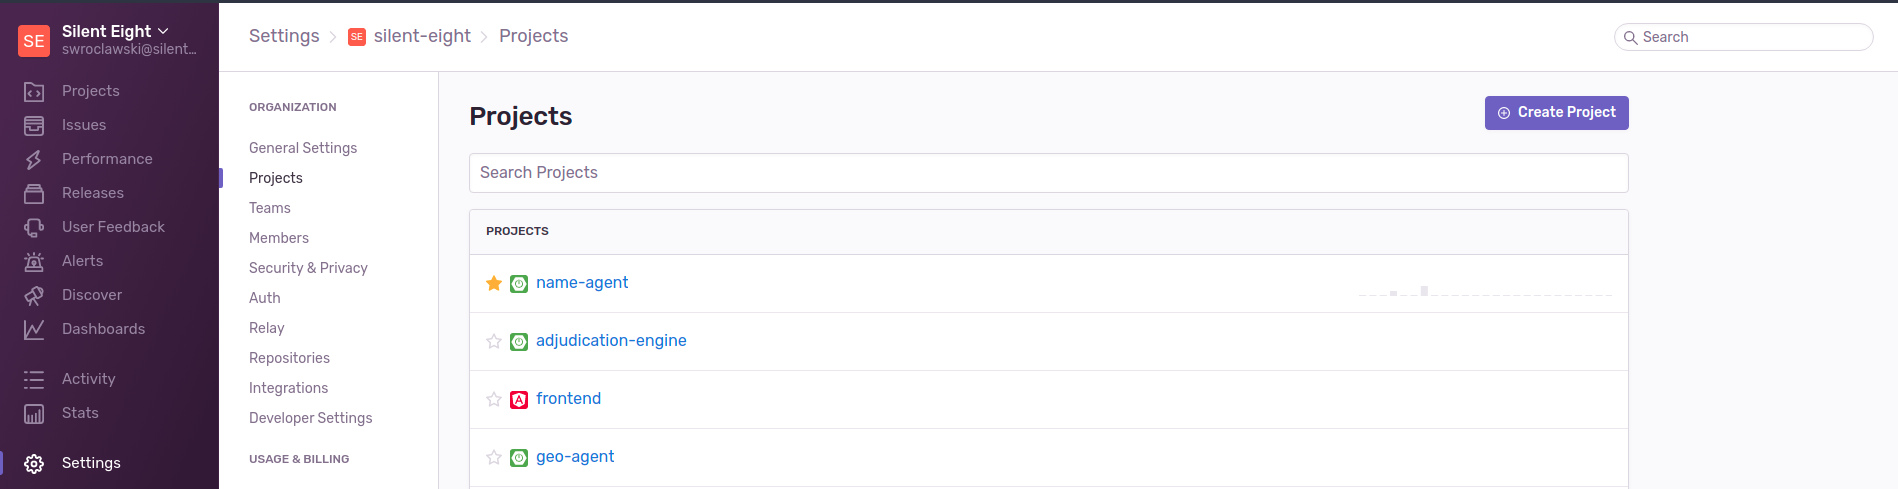 SE
Silent Eight
swroclawski@silent...
Projects
Issues
Performance
Releases
User Feedback
Alerts
Discover
Dashboards
Activity
Stats
Settings
Settings > SE silent-eight > Projects
Search
ORGANIZATION
General Settings
Projects
Teams
Members
Security & Privacy
Auth
Relay
Repositories
Integrations
Developer Settings
USAGE & BILLING
Projects
Create Project
Search Projects
PROJECTS
name-agent
adjudication-engine
frontend
geo-agent